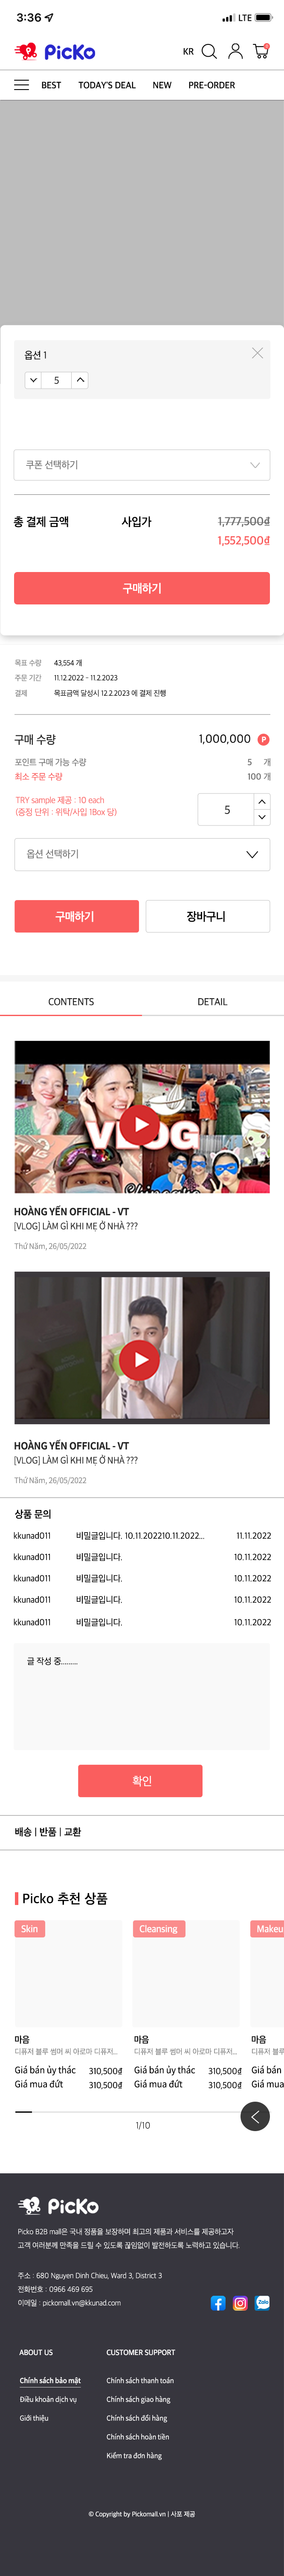 3:36 LTE
PicKo KR
BEST TODAY'S DEAL NEW PRE-ORDER
옵션 1
5
쿠폰 선택하기
총 결제 금액 사입가 1,777,500₫
1,552,500₫
구매하기
목표 수량 43,554 개
주문 기간 11.12.2022 - 11.2.2023
결제 목표금액 달성시 12.2.2023 에 결제 진행
구매 수량 1,000,000 P
포인트 구매 가능 수량 5 개
최소 주문 수량 100 개
TRY sample 제공 : 10 each
(증정 단위 : 위탁/사입 1Box 당)
5
옵션 선택하기
구매하기 장바구니
CONTENTS DETAIL
VLOG
HOÀNG YẾN OFFICIAL - VT
[VLOG] LÀM GÌ KHI MẸ Ở NHÀ ???
Thứ Năm, 26/05/2022
HOÀNG YẾN OFFICIAL - VT
[VLOG] LÀM GÌ KHI MẸ Ở NHÀ ???
Thứ Năm, 26/05/2022
상품 문의
kkunad011 비밀글입니다. 10.11.202210.11.2022... 11.11.2022
kkunad011 비밀글입니다. 10.11.2022
kkunad011 비밀글입니다. 10.11.2022
kkunad011 비밀글입니다. 10.11.2022
kkunad011 비밀글입니다. 10.11.2022
글 작성 중.........
확인
배송 | 반품 | 교환
Picko 추천 상품
Skin Cleansing Makeu
마음 마음 마음
디퓨저 블루 썸머 씨 아로마 디퓨저... 디퓨저 블루 썸머 씨 아로마 디퓨저... 디퓨저 블루
Giá bán ủy thác 310,500₫ Giá bán ủy thác 310,500₫ Giá bán
Giá mua đứt 310,500₫ Giá mua đứt 310,500₫ Giá mua
1/10
PicKo
Picko B2B mall은 국내 정품을 보장하며 최고의 제품과 서비스를 제공하고자
고객 여러분께 만족을 드릴 수 있도록 끊임없이 발전하도록 노력하고 있습니다.
주소 : 680 Nguyen Dinh Chieu, Ward 3, District 3
전화번호 : 0966 469 695
이메일 : pickomall.vn@kkunad.com
Zalo
ABOUT US CUSTOMER SUPPORT
Chính sách bảo mật Chính sách thanh toán
Điều khoản dịch vụ Chính sách giao hàng
Giới thiệu Chính sách đổi hàng
Chính sách hoàn tiền
Kiểm tra đơn hàng
© Copyright by Pickomall.vn | 사포 제공